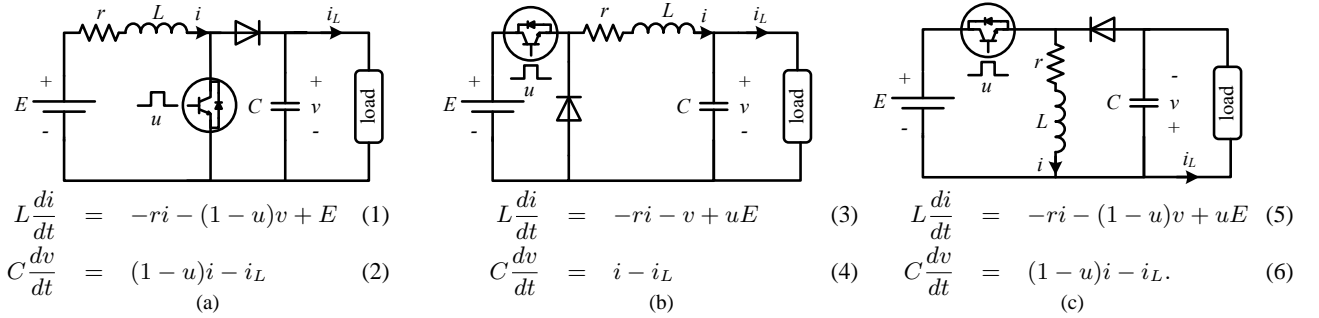 r L i i_L
+ E - u C + v - load
L di/dt = -ri - (1 - u)v + E (1)
C dv/dt = (1 - u)i - i_L (2)
(a)
r L i i_L
+ E - u C + v - load
L di/dt = -ri - v + uE (3)
C dv/dt = i - i_L (4)
(b)
u r
+ E - L C - v + load
i i_L
L di/dt = -ri - (1 - u)v + uE (5)
C dv/dt = (1 - u)i - i_L. (6)
(c)